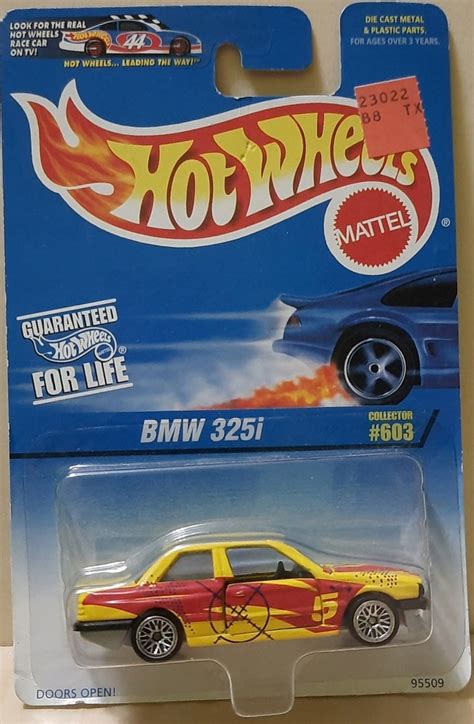 LOOK FOR THE REAL
HOT WHEELS
RACE CAR
ON TV!
44
HOT WHEELS... LEADING THE WAY!™
DIE CAST METAL
& PLASTIC PARTS.
FOR AGES OVER 3 YEARS.
23022
88 TX
HOT WHEELS
MATTEL
®
GUARANTEED
HOT WHEELS
FOR LIFE
BMW 325i
COLLECTOR
#603
5
DOORS OPEN!
95509